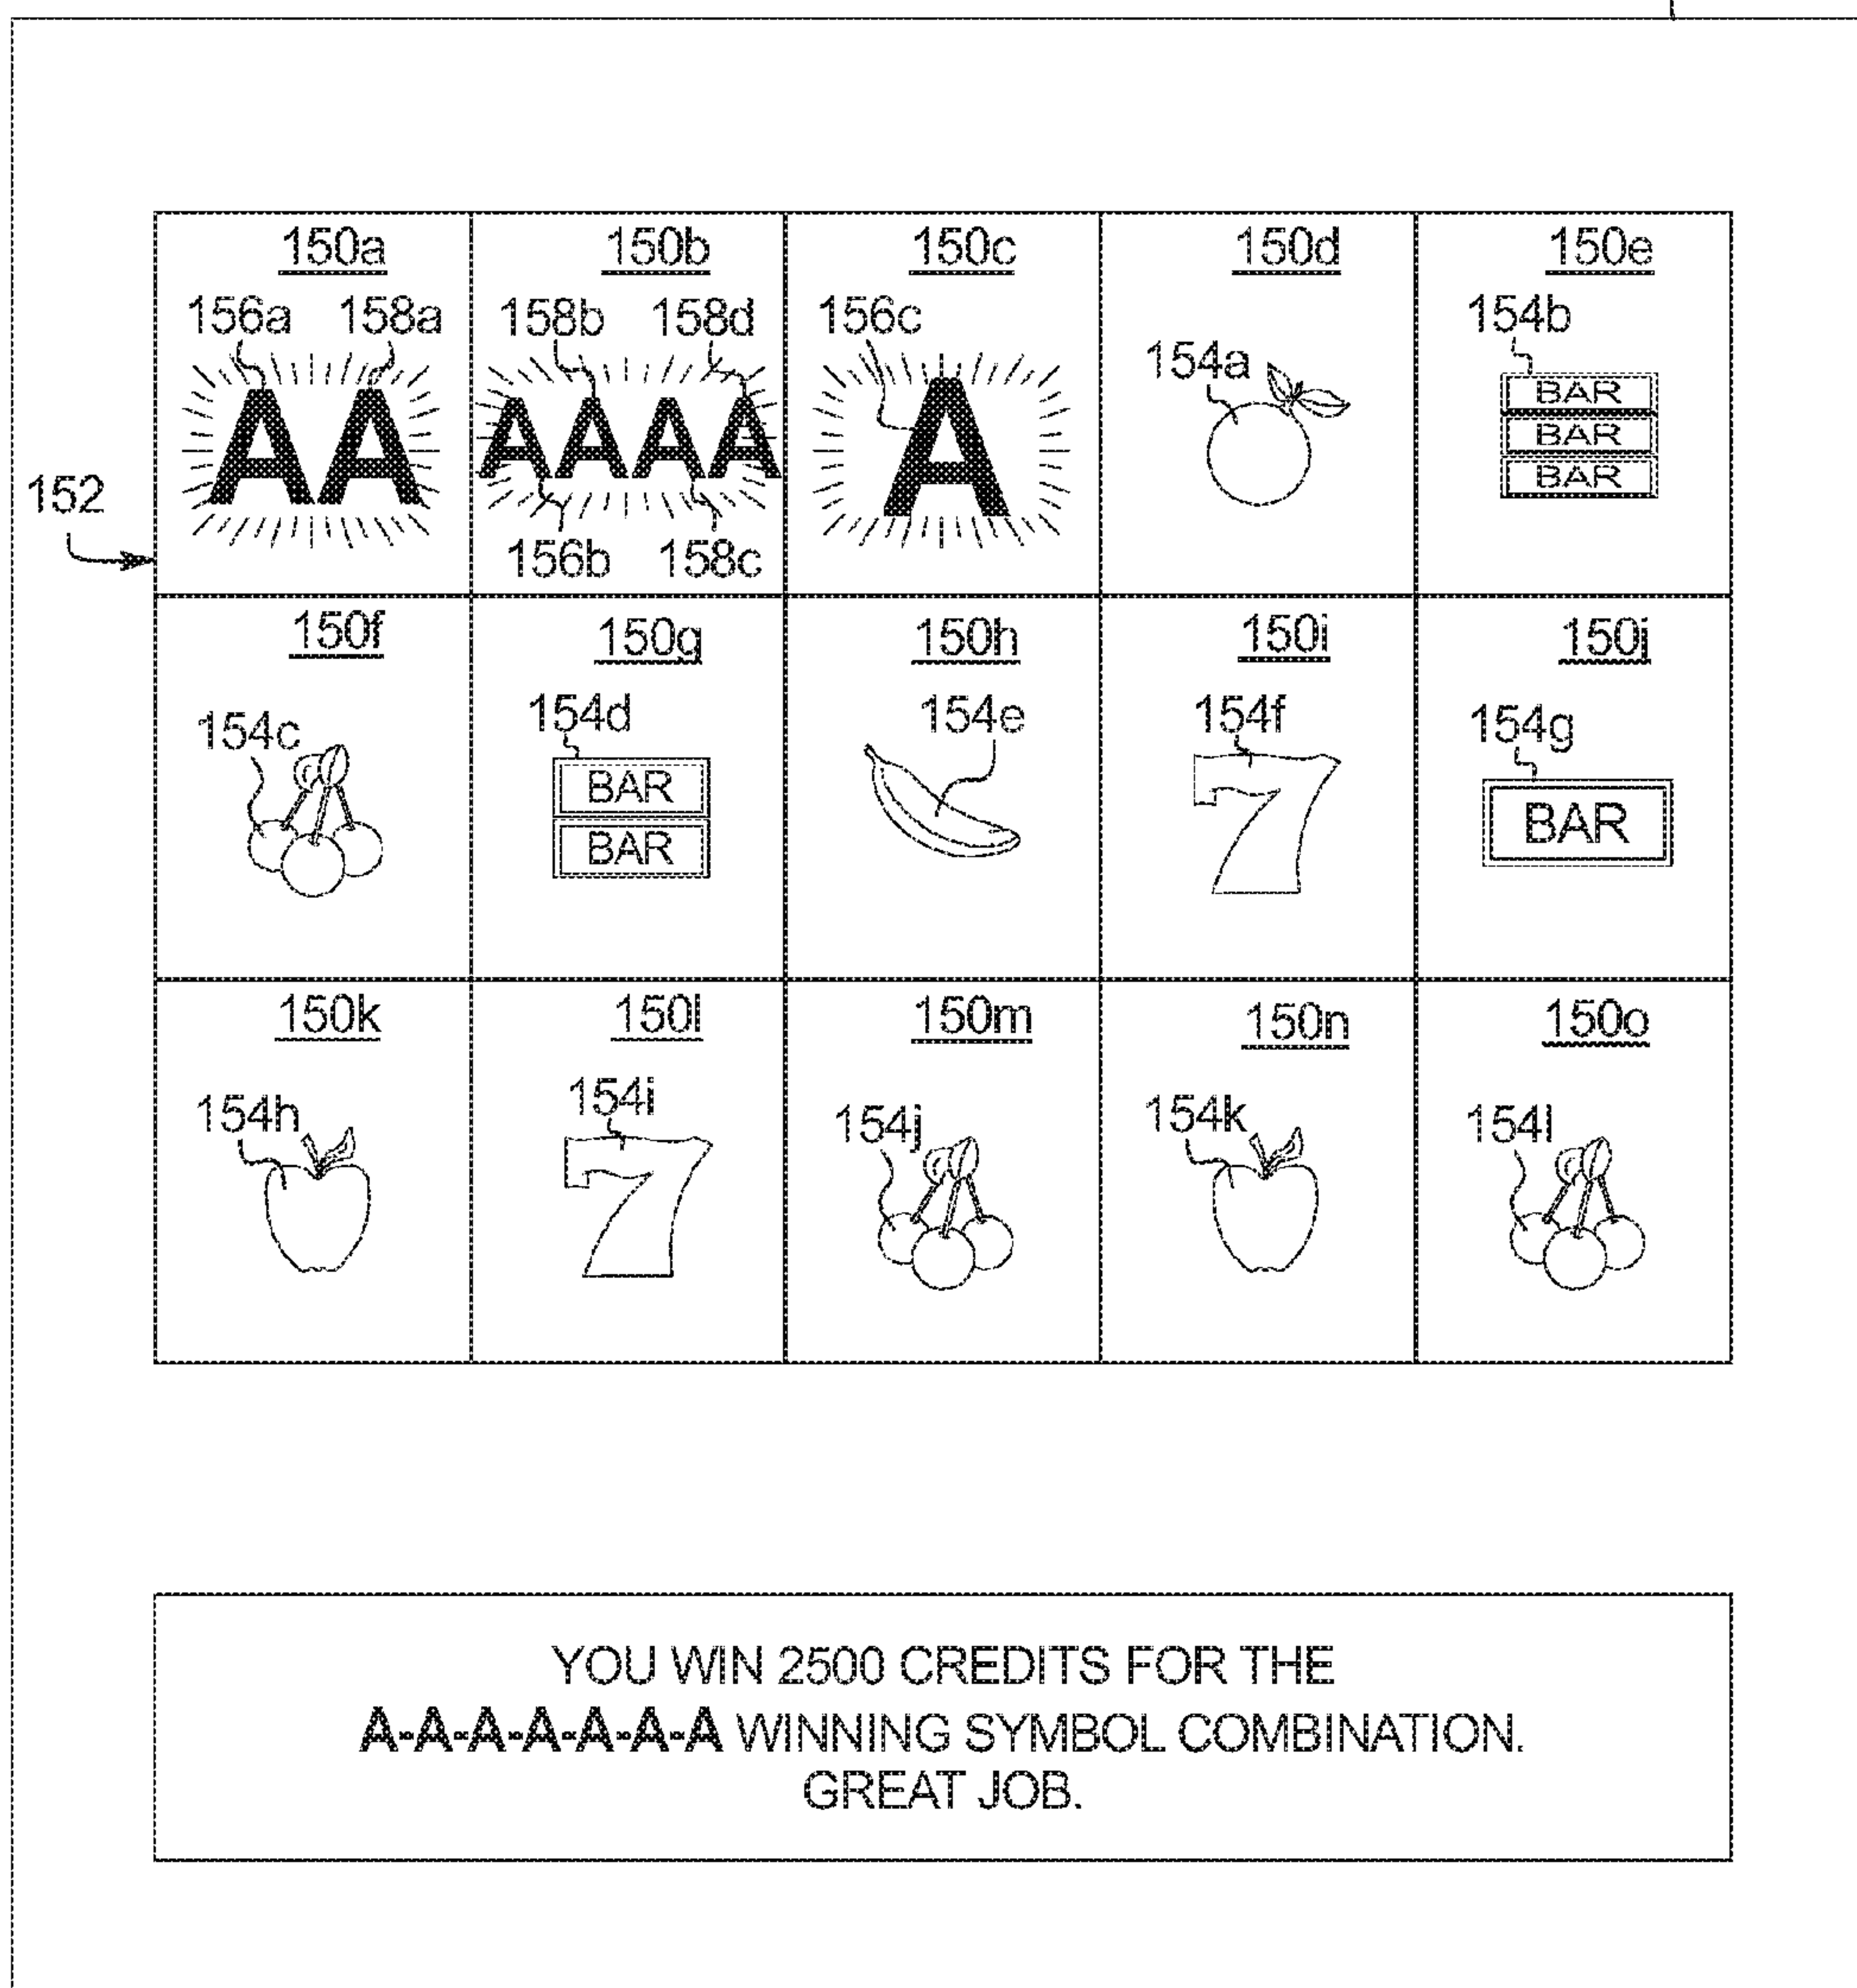 150a 150b 150c 150d 150e
156a 158a 158b 158d 156c 154a 154b
AA AAAA A
BAR
BAR
BAR
152
156b 158c
150f 150g 150h 150i 150j
154c 154d 154e 154f 154g
BAR
BAR
7
BAR
150k 150l 150m 150n 150o
154h 154i 154j 154k 154l
7
YOU WIN 2500 CREDITS FOR THE
A-A-A-A-A-A-A WINNING SYMBOL COMBINATION.
GREAT JOB.